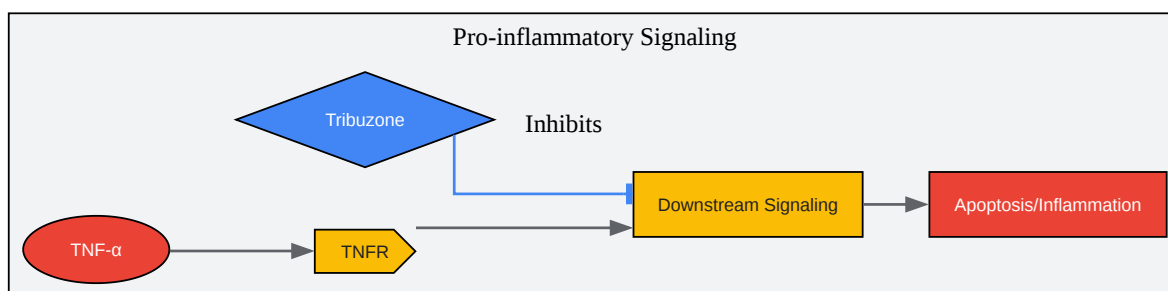 Pro-inflammatory Signaling
Tribuzone
Inhibits
Downstream Signaling
Apoptosis/Inflammation
TNF-α
TNFR